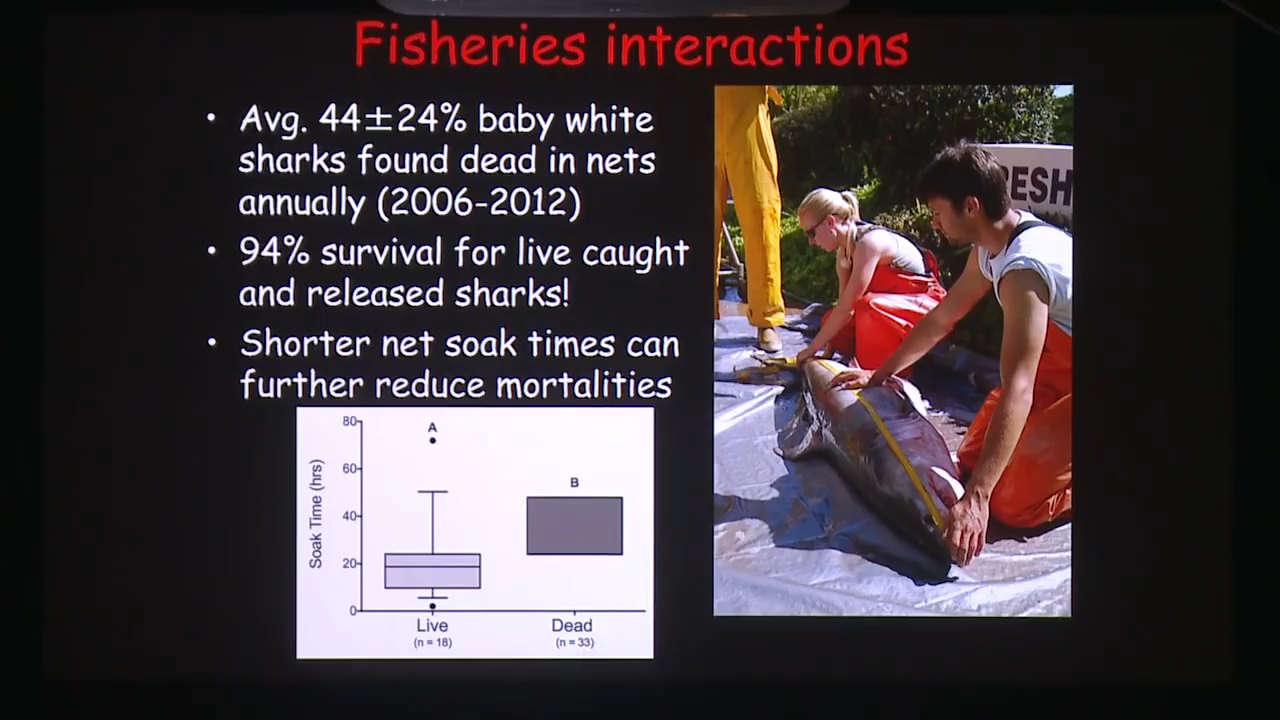 Fisheries interactions
• Avg. 44±24% baby white
sharks found dead in nets
annually (2006-2012)
• 94% survival for live caught
and released sharks!
• Shorter net soak times can
further reduce mortalities
80
60
40
20
0
Soak Time (hrs)
A
B
Live
(n = 18)
Dead
(n = 33)
RESH